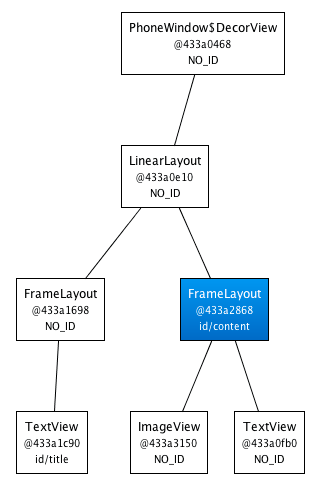 PhoneWindow$DecorView
@433a0468
NO_ID
LinearLayout
@433a0e10
NO_ID
FrameLayout
@433a1698
NO_ID
FrameLayout
@433a2868
id/content
TextView
@433a1c90
id/title
ImageView
@433a3150
NO_ID
TextView
@433a0fb0
NO_ID